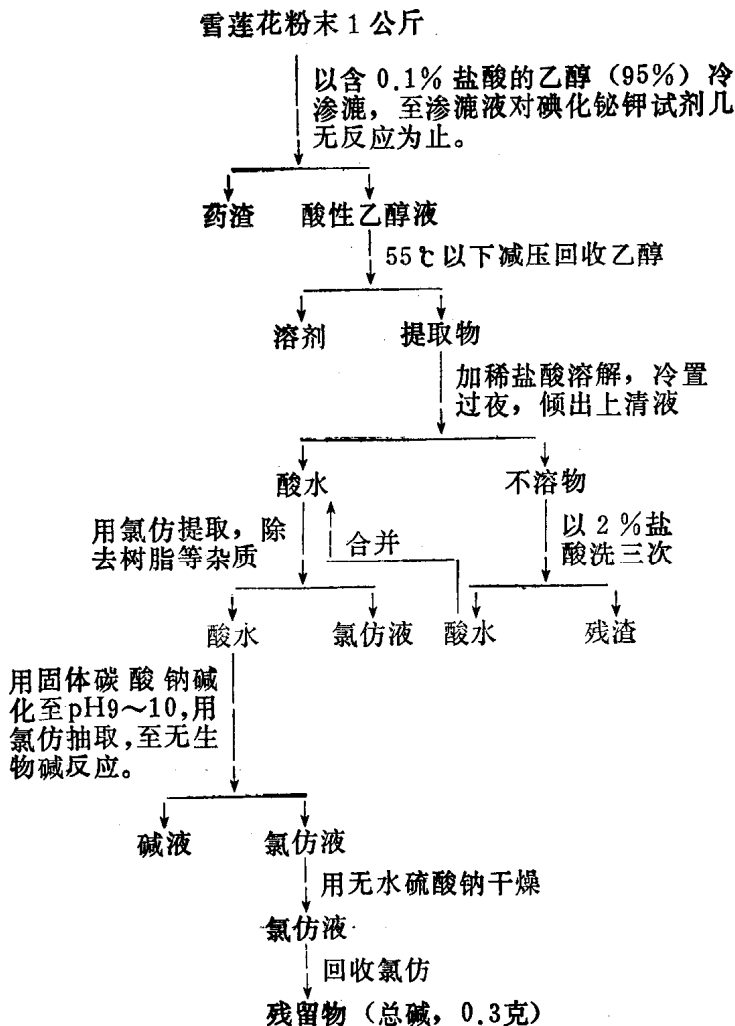 雪莲花粉末1公斤
以含0.1%盐酸的乙醇（95%）冷
渗漉，至渗漉液对碘化铋钾试剂几
无反应为止。
药渣
酸性乙醇液
55℃以下减压回收乙醇
溶剂
提取物
加稀盐酸溶解，冷置
过夜，倾出上清液
酸水
不溶物
用氯仿提取，除
去树脂等杂质
合并
以2%盐
酸洗三次
酸水
氯仿液
酸水
残渣
用固体碳酸钠碱
化至pH9～10,用
氯仿抽取,至无生
物碱反应。
碱液
氯仿液
用无水硫酸钠干燥
氯仿液
回收氯仿
残留物（总碱，0.3克）